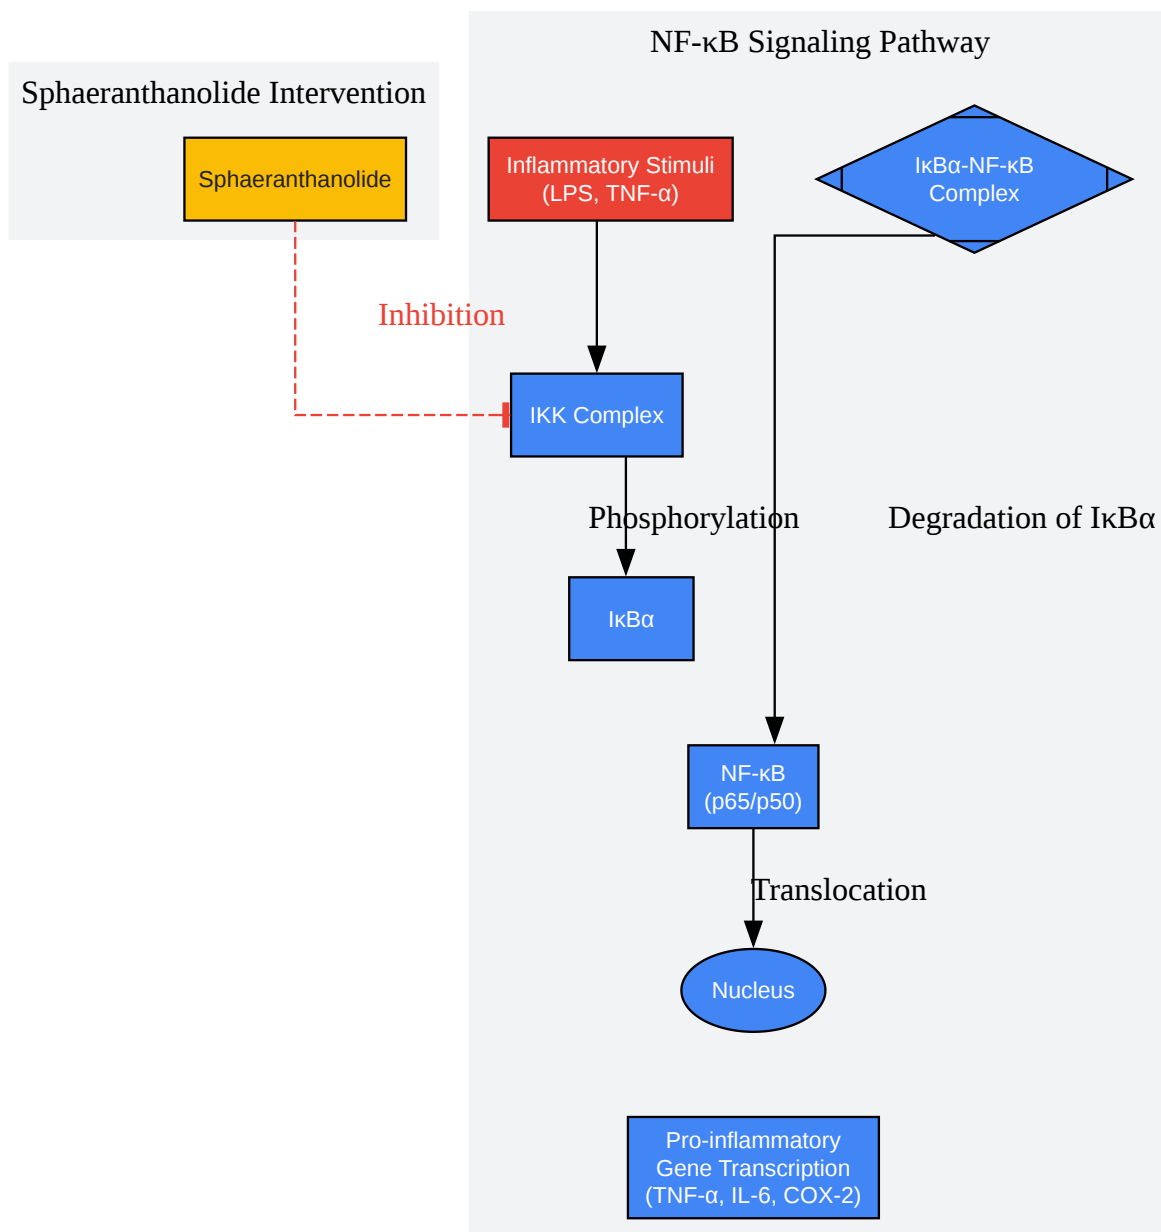 NF-κB Signaling Pathway
Sphaeranthanolide Intervention
Sphaeranthanolide
Inflammatory Stimuli
(LPS, TNF-α)
IκBα-NF-κB
Complex
Inhibition
IKK Complex
Phosphorylation
Degradation of IκBα
IκBα
NF-κB
(p65/p50)
Translocation
Nucleus
Pro-inflammatory
Gene Transcription
(TNF-α, IL-6, COX-2)